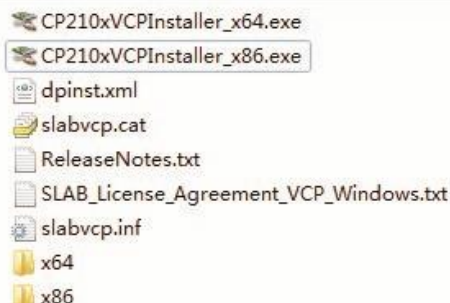 CP210xVCPInstaller_x64.exe
CP210xVCPInstaller_x86.exe
dpinst.xml
slabvcp.cat
ReleaseNotes.txt
SLAB_License_Agreement_VCP_Windows.txt
slabvcp.inf
x64
x86